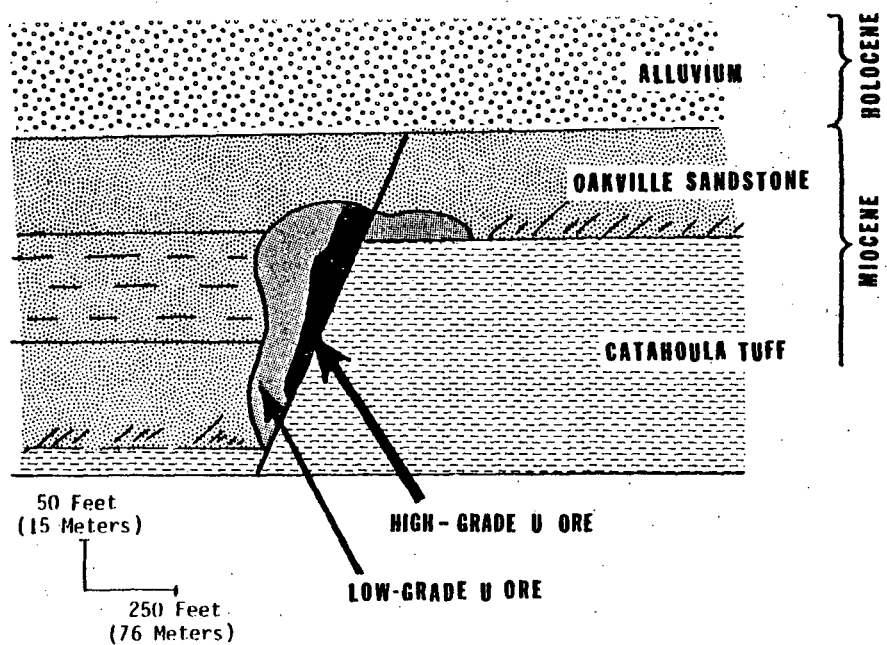 ALLUVIUM
HOLOCENE
OAKVILLE SANDSTONE
MIOCENE
CATAHOULA TUFF
50 Feet
(15 Meters)
HIGH-GRADE U ORE
LOW-GRADE U ORE
250 Feet
(76 Meters)